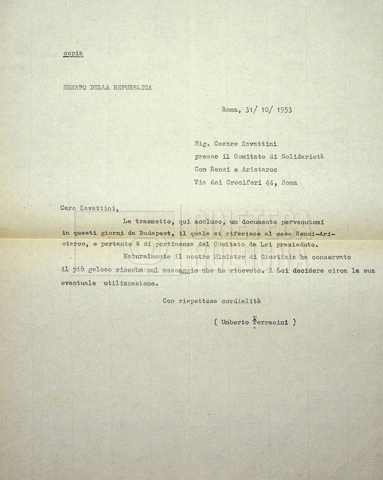 copia
SENATO DELLA REPUBBLICA
Roma, 31/ 10/ 1953
Sig. Cesare Zavattini
presso il Comitato di Solidarietà
Con Renzi e Aristarco
Via dei Crociferi 44, Roma
Caro Zavattini,
Le trasmetto, qui accluso, un documento pervenutomi
in questi giorni da Budapest, il quale si riferisce al caso Renzi-Ari-
starco, e pertanto è di pertinenza del Comitato da Lei presieduto.
Naturalmente il nostro Ministro di Giustizia ha conservato
il più geloso riserbo sul messaggio che ha ricevuto. A Lei decidere circa la sua
eventuale utilizzazione.
Con rispettosa cordialità
( Umberto Terracini )